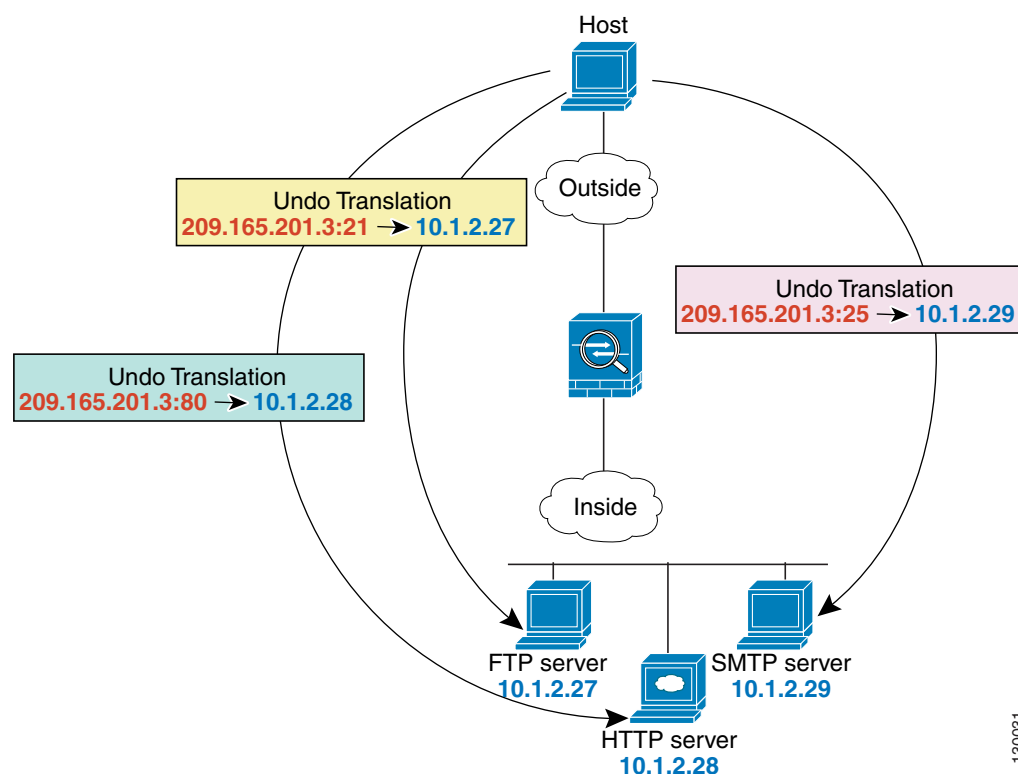 Host
Outside
Undo Translation
209.165.201.3:21 10.1.2.27
Undo Translation
209.165.201.3:25 10.1.2.29
Undo Translation
209.165.201.3:80 10.1.2.28
Inside
FTP server
10.1.2.27
SMTP server
10.1.2.29
HTTP server
10.1.2.28
130031